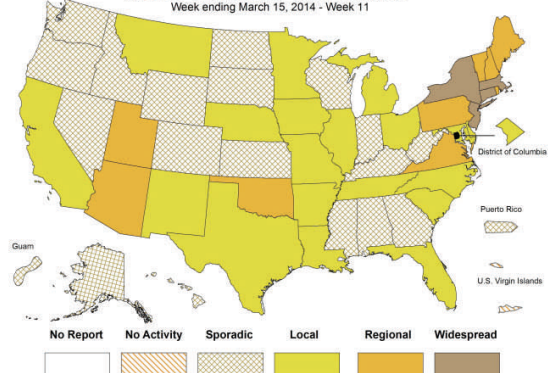 Week ending March 15, 2014 - Week 11
District of Columbia
Puerto Rico
Guam
U.S. Virgin Islands
No Report No Activity Sporadic Local Regional Widespread